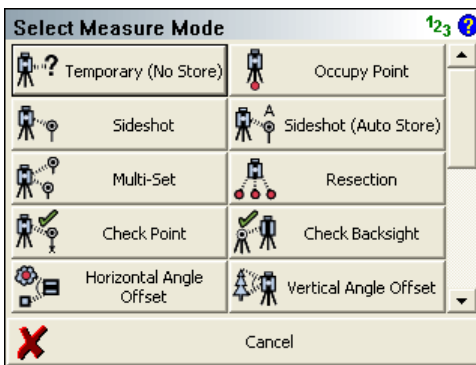 Select Measure Mode 123 ?
? Temporary (No Store) Occupy Point
Sideshot A Sideshot (Auto Store)
Multi-Set Resection
Check Point Check Backsight
Horizontal Angle
Offset Vertical Angle Offset
Cancel